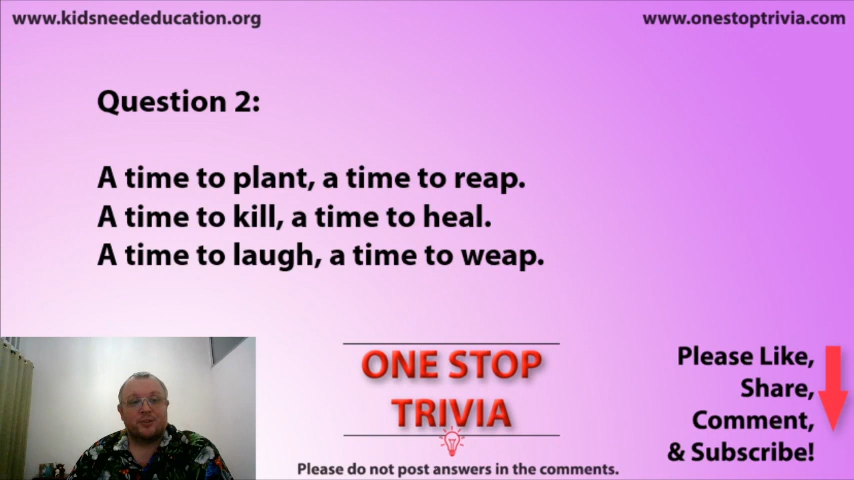 www.kidsneededucation.org
www.onestoptrivia.com
Question 2:
A time to plant, a time to reap.
A time to kill, a time to heal.
A time to laugh, a time to weap.
ONE STOP
TRIVIA
Please do not post answers in the comments.
Please Like,
Share,
Comment,
& Subscribe!